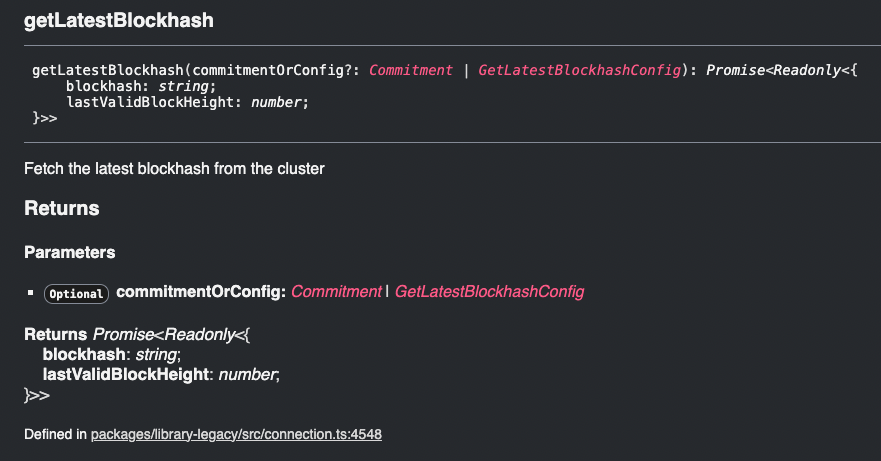 getLatestBlockhash
getLatestBlockhash(commitmentOrConfig?: Commitment | GetLatestBlockhashConfig): Promise<Readonly<{
    blockhash: string;
    lastValidBlockHeight: number;
}>>
Fetch the latest blockhash from the cluster
Returns
Parameters
▪ Optional commitmentOrConfig: Commitment | GetLatestBlockhashConfig
Returns Promise<Readonly<{
    blockhash: string;
    lastValidBlockHeight: number;
}>>
Defined in packages/library-legacy/src/connection.ts:4548